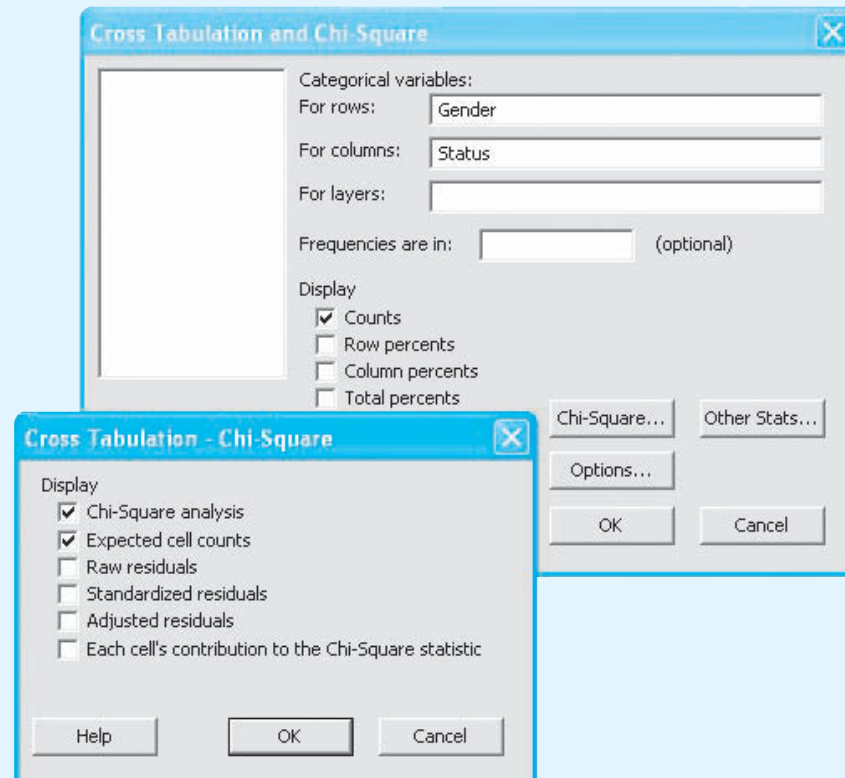 Cross Tabulation and Chi-Square
Categorical variables:
For rows: Gender
For columns: Status
For layers:
Frequencies are in: (optional)
Display
Counts
Row percents
Column percents
Total percents
Chi-Square... Other Stats...
Options...
OK Cancel
Cross Tabulation - Chi-Square
Display
Chi-Square analysis
Expected cell counts
Raw residuals
Standardized residuals
Adjusted residuals
Each cell's contribution to the Chi-Square statistic
Help OK Cancel